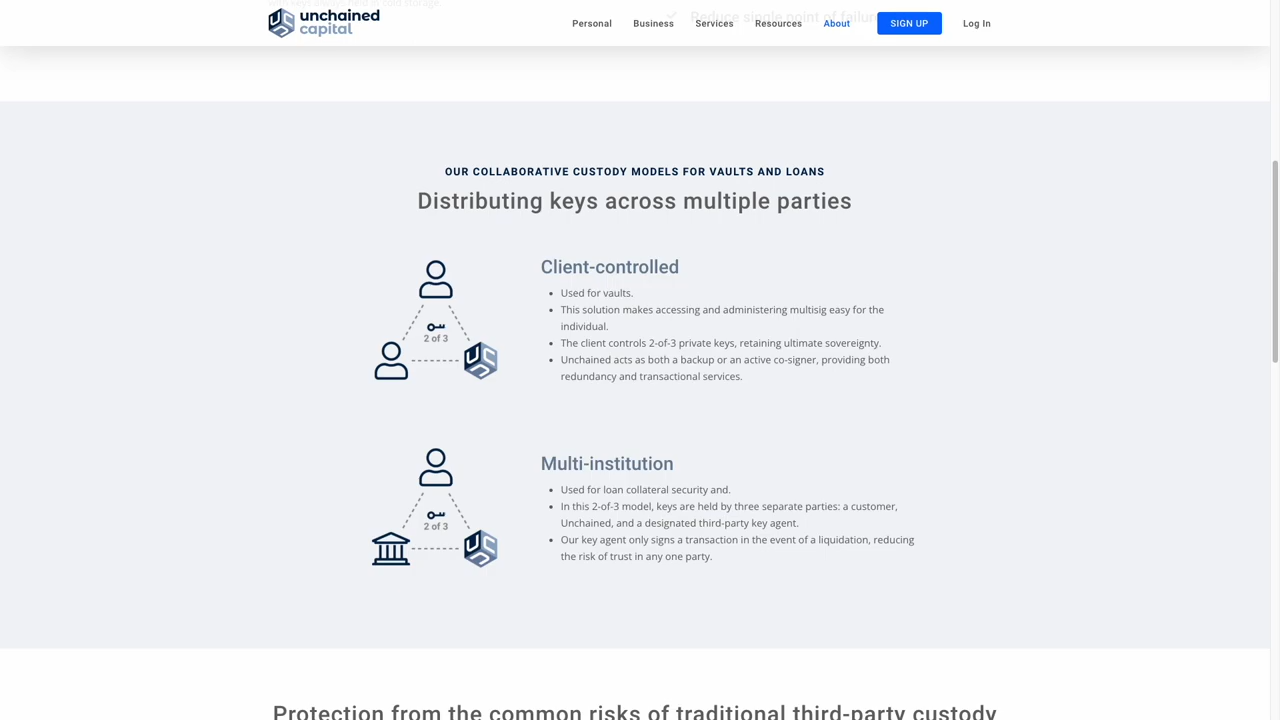 unchained
capital
Personal
Business
Services
Resources
About
SIGN UP
Log In
Reduce single point of failur
OUR COLLABORATIVE CUSTODY MODELS FOR VAULTS AND LOANS
Distributing keys across multiple parties
2 of 3
Client-controlled
• Used for vaults.
• This solution makes accessing and administering multisig easy for the
individual.
• The client controls 2-of-3 private keys, retaining ultimate sovereignty.
• Unchained acts as both a backup or an active co-signer, providing both
redundancy and transactional services.
2 of 3
Multi-institution
• Used for loan collateral security and.
• In this 2-of-3 model, keys are held by three separate parties: a customer,
Unchained, and a designated third-party key agent.
• Our key agent only signs a transaction in the event of a liquidation, reducing
the risk of trust in any one party.
Protection from the common risks of traditional third-party custody